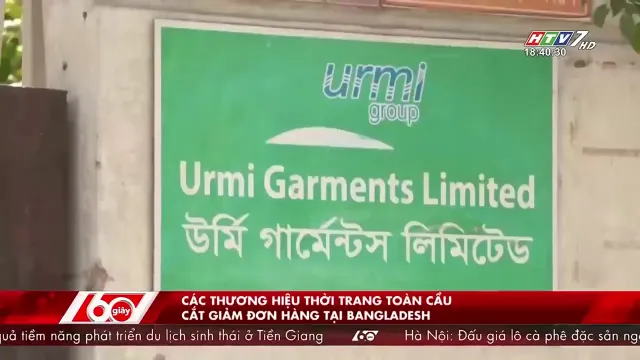 HTV7 HD
18:40:30
urmi
group
Urmi Garments Limited
উর্মি গার্মেন্টস লিমিটেড
60 giây
CÁC THƯƠNG HIỆU THỜI TRANG TOÀN CẦU
CẮT GIẢM ĐƠN HÀNG TẠI BANGLADESH
quả tiềm năng phát triển du lịch sinh thái ở Tiền Giang Hà Nội: Đấu giá lô cà phê đặc sản